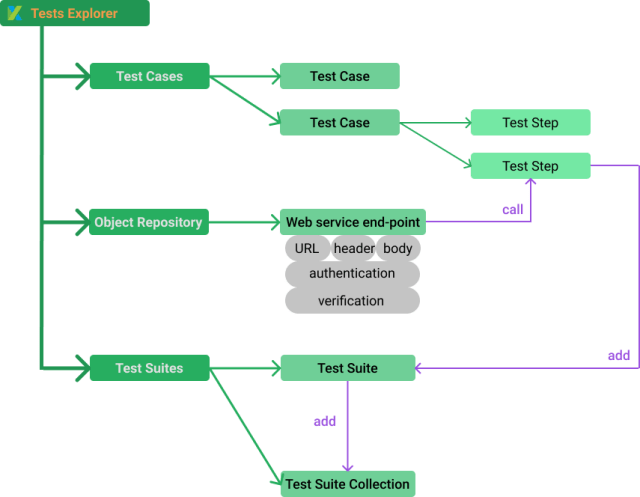 Tests Explorer
Test Cases
Test Case
Test Case
Test Step
Test Step
call
Object Repository
Web service end-point
URL
header
body
authentication
verification
add
Test Suites
Test Suite
add
Test Suite Collection